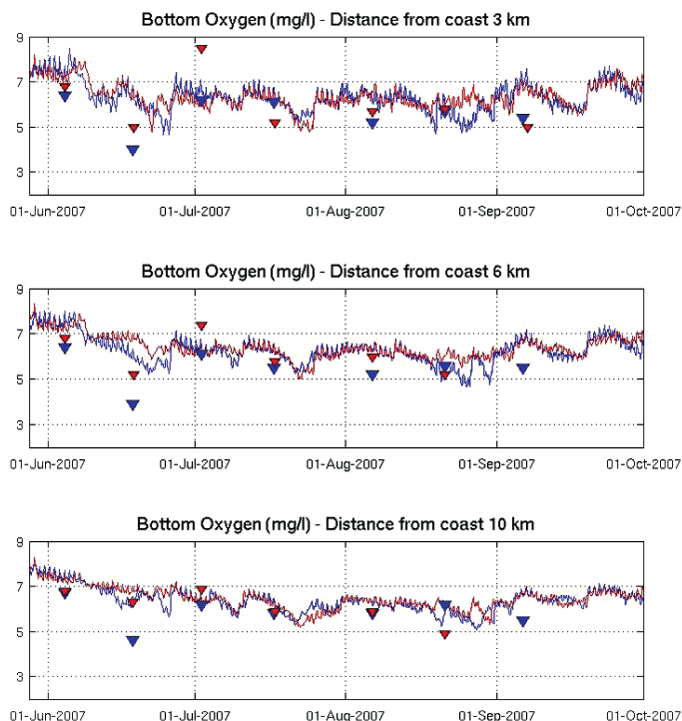 Bottom Oxygen (mg/l) - Distance from coast 3 km
9
7
5
3
01-Jun-2007 01-Jul-2007 01-Aug-2007 01-Sep-2007 01-Oct-2007
Bottom Oxygen (mg/l) - Distance from coast 6 km
9
7
5
3
01-Jun-2007 01-Jul-2007 01-Aug-2007 01-Sep-2007 01-Oct-2007
Bottom Oxygen (mg/l) - Distance from coast 10 km
9
7
5
3
01-Jun-2007 01-Jul-2007 01-Aug-2007 01-Sep-2007 01-Oct-2007